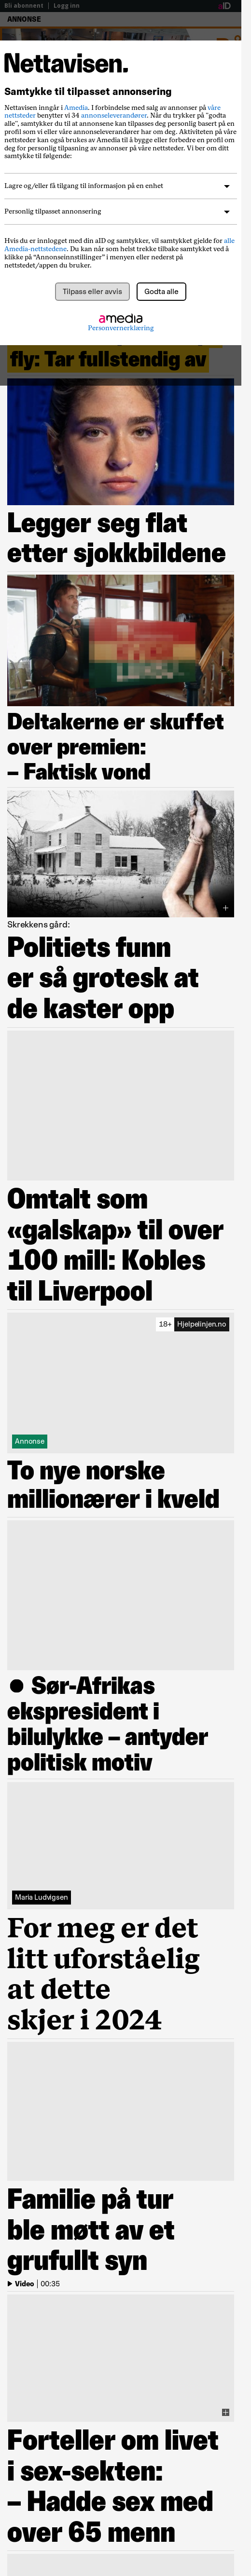 Bli abonnent | Logg inn
aID
ANNONSE
Nettavisen.
Samtykke til tilpasset annonsering
Nettavisen inngår i Amedia. I forbindelse med salg av annonser på våre
nettsteder benytter vi 34 annonseleverandører. Når du trykker på "godta
alle", samtykker du til at annonsene kan tilpasses deg personlig basert på en
profil som vi eller våre annonseleverandører har om deg. Aktiviteten på våre
nettsteder kan også brukes av Amedia til å bygge eller forbedre en profil om
deg for personlig tilpasning av annonser på våre nettsteder. Vi ber om ditt
samtykke til følgende:
Lagre og/eller få tilgang til informasjon på en enhet
Personlig tilpasset annonsering
Hvis du er innlogget med din aID og samtykker, vil samtykket gjelde for alle
Amedia-nettstedene. Du kan når som helst trekke tilbake samtykket ved å
klikke på “Annonseinnstillinger” i menyen eller nederst på
nettstedet/appen du bruker.
Tilpass eller avvis
Godta alle
amedia
Personvernerklæring
fly: Tar fullstendig av
Legger seg flat
etter sjokkbildene
Deltakerne er skuffet
over premien:
– Faktisk vond
Skrekkens gård:
Politiets funn
er så grotesk at
de kaster opp
Omtalt som
«galskap» til over
100 mill: Kobles
til Liverpool
18+ Hjelpelinjen.no
Annonse
To nye norske
millionærer i kveld
● Sør-Afrikas
ekspresident i
bilulykke – antyder
politisk motiv
Maria Ludvigsen
For meg er det
litt uforståelig
at dette
skjer i 2024
Familie på tur
ble møtt av et
grufullt syn
Video | 00:35
Forteller om livet
i sex-sekten:
– Hadde sex med
over 65 menn